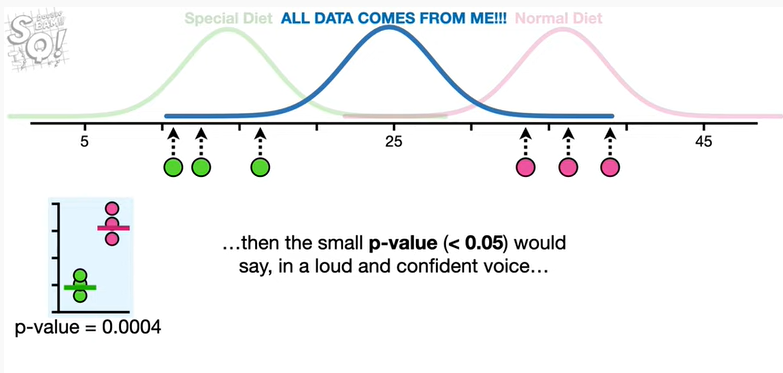 Special Diet ALL DATA COMES FROM ME!!! Normal Diet
5 25 45
…then the small p-value (< 0.05) would
say, in a loud and confident voice…
p-value = 0.0004